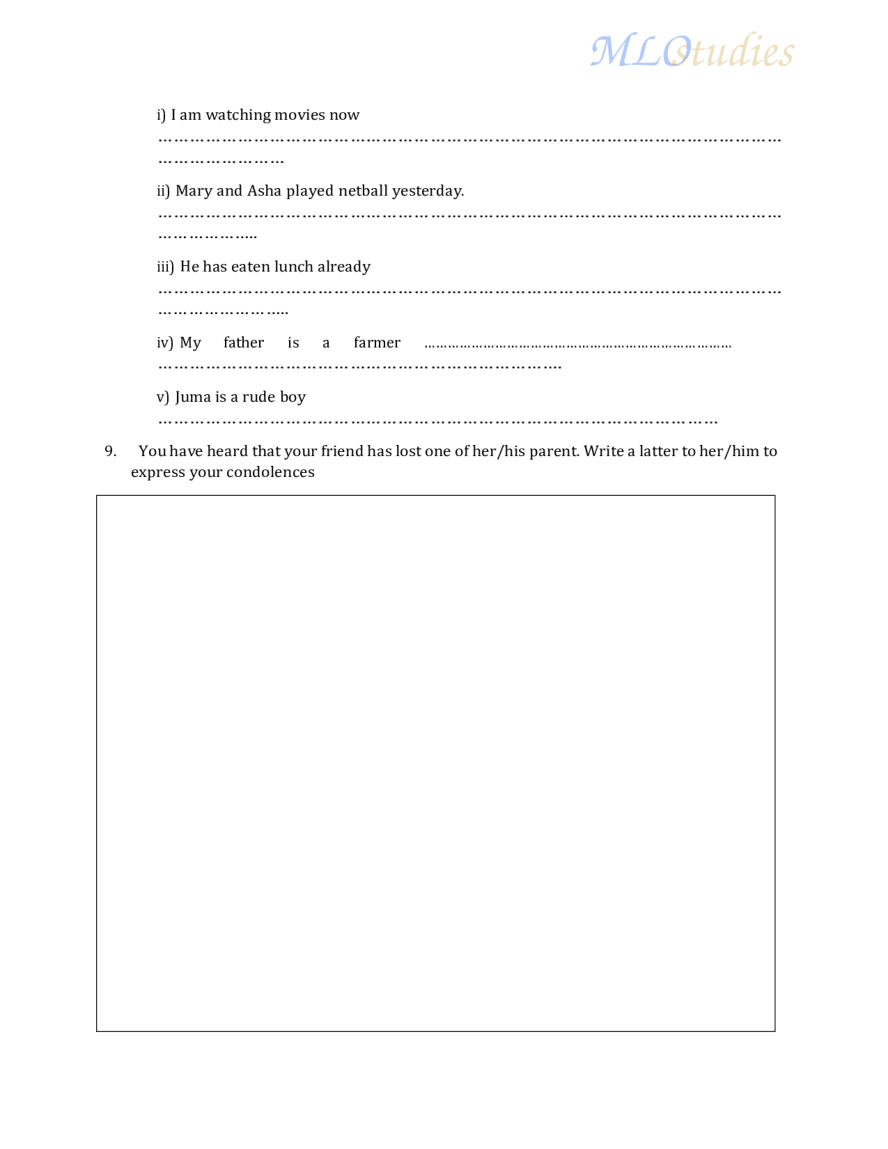 MLOstudies
i) I am watching movies now
……………………………………………………………………………………………………
……………………
ii) Mary and Asha played netball yesterday.
……………………………………………………………………………………………………
………………..
iii) He has eaten lunch already
……………………………………………………………………………………………………
……………………..
iv) My father is a farmer ……………………………………………………………………
………………………………………………………………….
v) Juma is a rude boy
……………………………………………………………………………………………
9. You have heard that your friend has lost one of her/his parent. Write a latter to her/him to
express your condolences